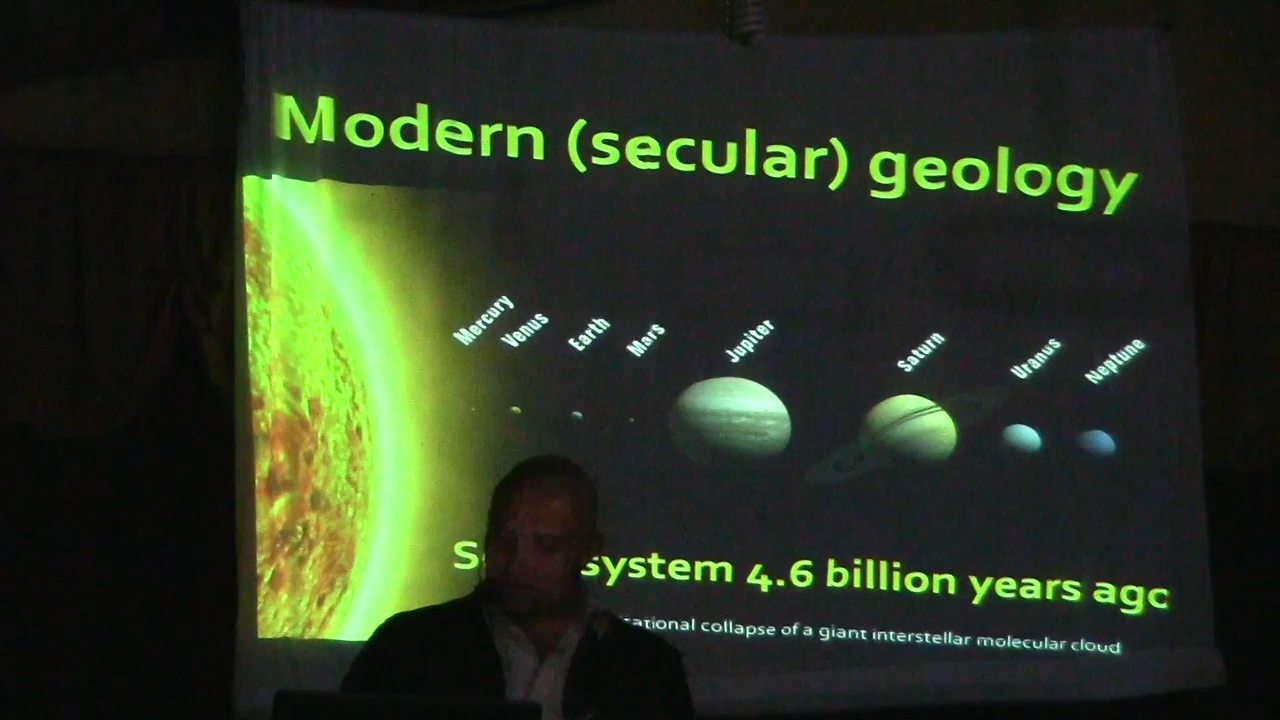 Modern (secular) geology
Mercury
Venus
Earth
Mars
Jupiter
Saturn
Uranus
Neptune
system 4.6 billion years ago
collapse of a giant interstellar molecular cloud